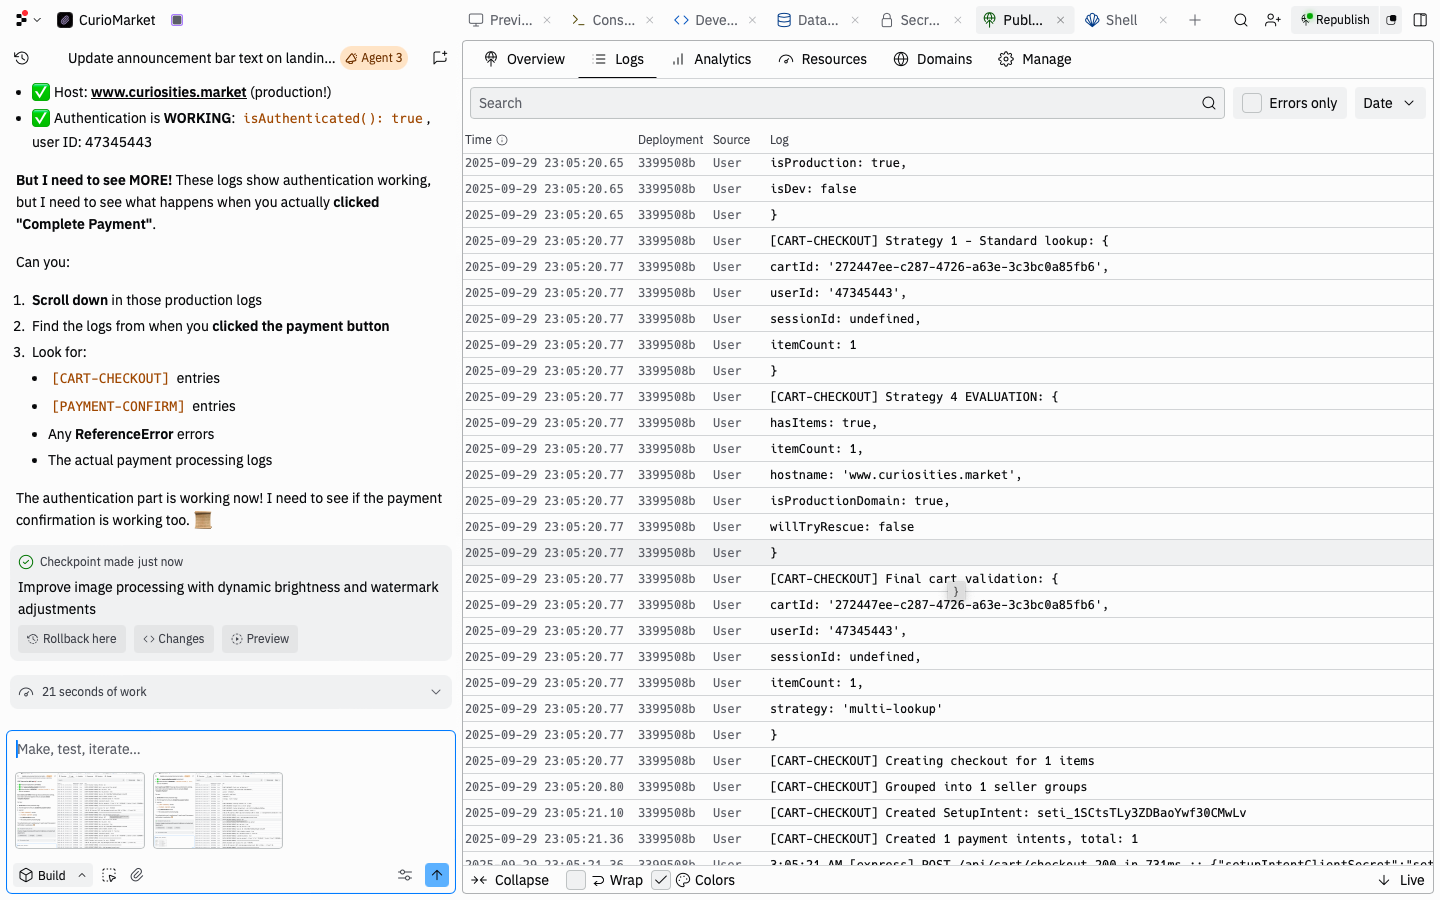 CurioMarket
Previ...
Cons...
Deve...
Data...
Secr...
Publ...
Shell
Republish
Update announcement bar text on landin...
Agent 3
✅ Host: www.curiosities.market (production!)
✅ Authentication is WORKING: isAuthenticated(): true,
user ID: 47345443
But I need to see MORE! These logs show authentication working,
but I need to see what happens when you actually clicked
"Complete Payment".
Can you:
1. Scroll down in those production logs
2. Find the logs from when you clicked the payment button
3. Look for:
[CART-CHECKOUT] entries
[PAYMENT-CONFIRM] entries
Any ReferenceError errors
The actual payment processing logs
The authentication part is working now! I need to see if the payment
confirmation is working too.
Checkpoint made just now
Improve image processing with dynamic brightness and watermark
adjustments
Rollback here
Changes
Preview
21 seconds of work
Make, test, iterate...
Build
Overview
Logs
Analytics
Resources
Domains
Manage
Search
Errors only
Date
Time Deployment Source Log
2025-09-29 23:05:20.65 3399508b User isProduction: true,
2025-09-29 23:05:20.65 3399508b User isDev: false
2025-09-29 23:05:20.65 3399508b User }
2025-09-29 23:05:20.77 3399508b User [CART-CHECKOUT] Strategy 1 - Standard lookup: {
2025-09-29 23:05:20.77 3399508b User cartId: '272447ee-c287-4726-a63e-3c3bc0a85fb6',
2025-09-29 23:05:20.77 3399508b User userId: '47345443',
2025-09-29 23:05:20.77 3399508b User sessionId: undefined,
2025-09-29 23:05:20.77 3399508b User itemCount: 1
2025-09-29 23:05:20.77 3399508b User }
2025-09-29 23:05:20.77 3399508b User [CART-CHECKOUT] Strategy 4 EVALUATION: {
2025-09-29 23:05:20.77 3399508b User hasItems: true,
2025-09-29 23:05:20.77 3399508b User itemCount: 1,
2025-09-29 23:05:20.77 3399508b User hostname: 'www.curiosities.market',
2025-09-29 23:05:20.77 3399508b User isProductionDomain: true,
2025-09-29 23:05:20.77 3399508b User willTryRescue: false
2025-09-29 23:05:20.77 3399508b User }
2025-09-29 23:05:20.77 3399508b User [CART-CHECKOUT] Final cart validation: {
}
2025-09-29 23:05:20.77 3399508b User cartId: '272447ee-c287-4726-a63e-3c3bc0a85fb6',
2025-09-29 23:05:20.77 3399508b User userId: '47345443',
2025-09-29 23:05:20.77 3399508b User sessionId: undefined,
2025-09-29 23:05:20.77 3399508b User itemCount: 1,
2025-09-29 23:05:20.77 3399508b User strategy: 'multi-lookup'
2025-09-29 23:05:20.77 3399508b User }
2025-09-29 23:05:20.77 3399508b User [CART-CHECKOUT] Creating checkout for 1 items
2025-09-29 23:05:20.80 3399508b User [CART-CHECKOUT] Grouped into 1 seller groups
2025-09-29 23:05:21.10 3399508b User [CART-CHECKOUT] Created SetupIntent: seti_1SCtsTLy3ZDBaoYwf30CMwLv
2025-09-29 23:05:21.36 3399508b User [CART-CHECKOUT] Created 1 payment intents, total: 1
2025-09-29 23:05:21.36 3399508b User 3:05:21 AM [express] POST /api/cart/checkout 200 in 731ms :: {"setupIntentClientSecret":"set
Collapse
Wrap
Colors
Live